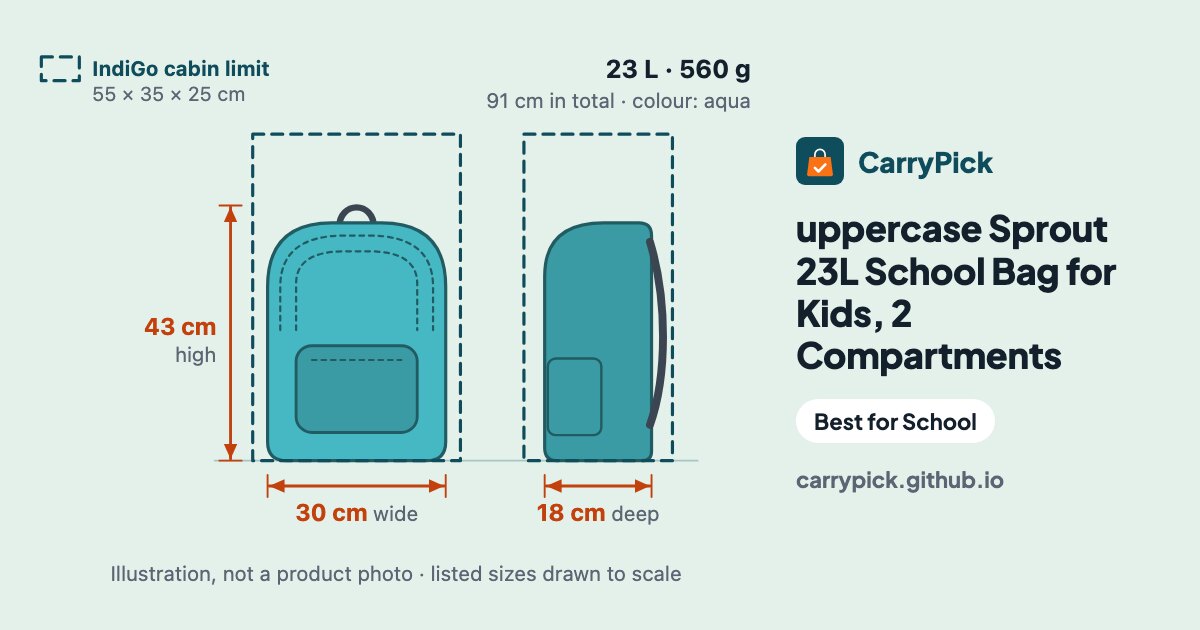 IndiGo cabin limit
55 × 35 × 25 cm
23 L · 560 g
91 cm in total · colour: aqua
43 cm
high
30 cm wide
18 cm deep
Illustration, not a product photo · listed sizes drawn to scale
CarryPick
uppercase Sprout
23L School Bag for
Kids, 2
Compartments
Best for School
carrypick.github.io